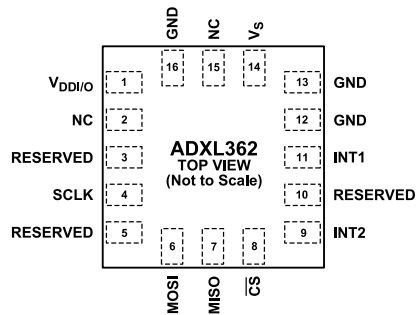 GND
NC
VS
16
15
14
VDDI/O
1
13
GND
NC
2
12
GND
RESERVED
3
ADXL362
TOP VIEW
(Not to Scale)
11
INT1
SCLK
4
10
RESERVED
RESERVED
5
9
INT2
6
7
8
MOSI
MISO
CS